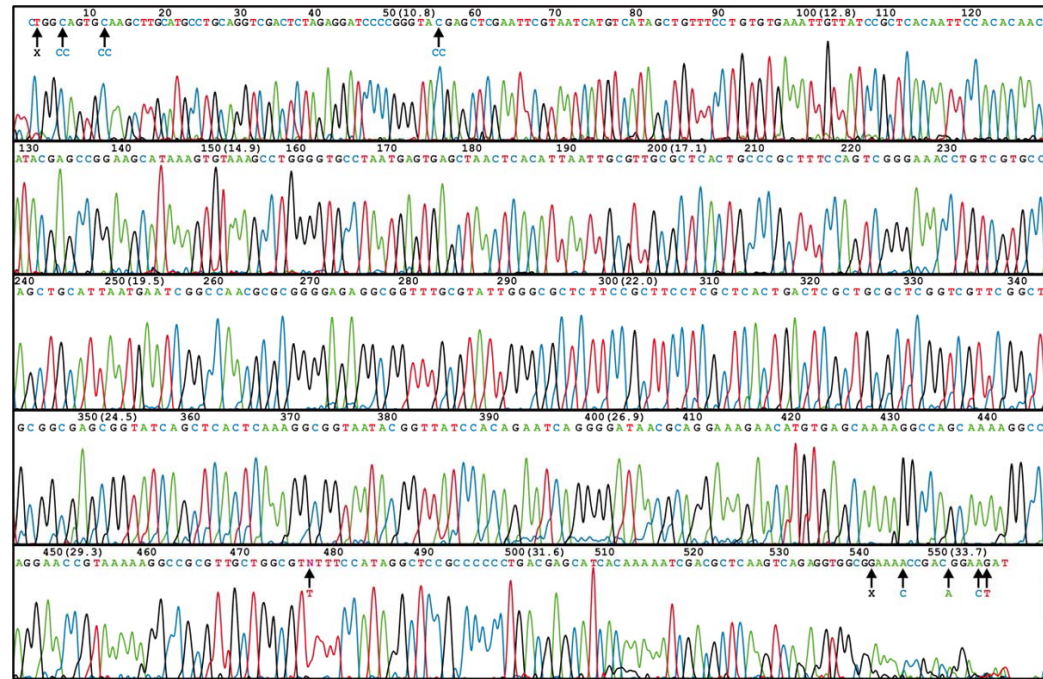 10 20 30 40 50(10.8) 60 70 80 90 100(12.8) 110 120
CTGGCAGTGCAAGCTTGCATGCCTGCAGGTCGACTCTAGAGGATCCCCGGGTACGAGCTCGAATTCGTAATCATGTCATAGCTGTTTCCTGTGTGAAATTGTTATCCGCTCACAATTCCACACAAC
X CC CC CC
130 140 150(14.9) 160 170 180 190 200(17.1) 210 220 230
ATACGAGCCGGAAGCATAAAGTGTAAAGCCTGGGGTGCCTAATGAGTGAGCTAACTCACATTAATTGCGTTGCGCTCACTGCCCGCTTTCCAGTCGGGAAACCTGTCGTGCC
240 250(19.5) 260 270 280 290 300(22.0) 310 320 330 340
AGCTGCATTAATGAATCGGCCAACGCGCGGGGAGAGGCGGTTTGCGTATTGGGCGCTCTTCCGCTTCCTCGCTCACTGACTCGCTGCGCTCGGTCGTTCGGCT
350(24.5) 360 370 380 390 400(26.9) 410 420 430 440
GCGGCGAGCGGTATCAGCTCACTCAAAGGCGGTAATACGGTTATCCACAGAATCAGGGGATAACGCAGGAAAGAACATGTGAGCAAAAGGCCAGCAAAAGGCC
450(29.3) 460 470 480 490 500(31.6) 510 520 530 540 550(33.7)
AGGAACCGTAAAAAGGCCGCGTTGCTGGCGTNTTTCCATAGGCTCCGCCCCCCTGACGAGCATCACAAAAATCGACGCTCAAGTCAGAGGTGGCGGAAAACCGACGGAAGAT
T X C A CT